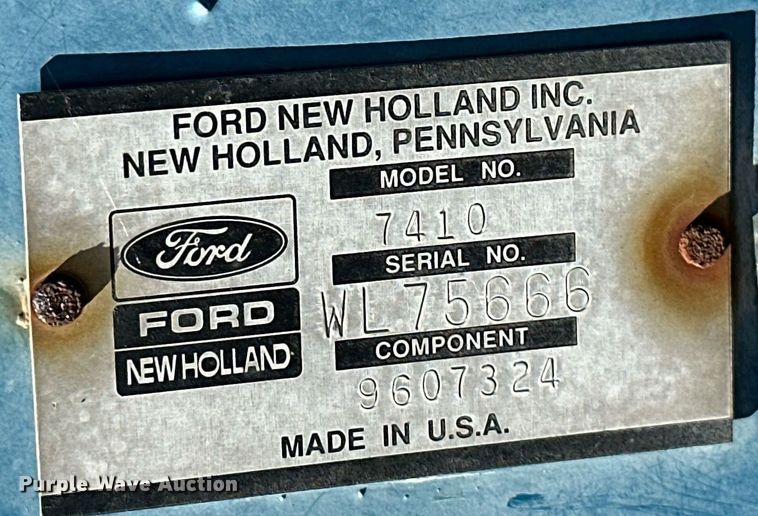 FORD NEW HOLLAND INC.
NEW HOLLAND, PENNSYLVANIA
MODEL NO.
7410
Ford
SERIAL NO.
WL75666
FORD
NEW HOLLAND
COMPONENT
9607324
MADE IN U.S.A.
Purple Wave Auction